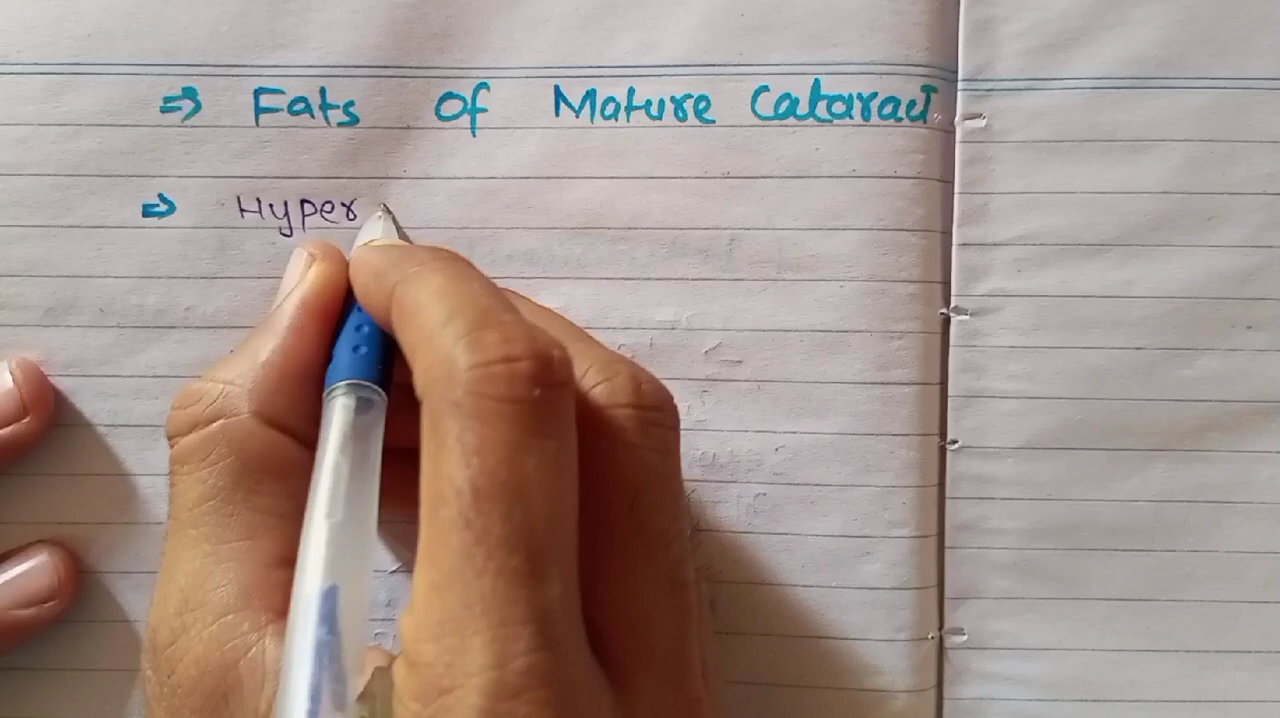 ⇒ Fats Of Mature Cataract.
⇒ Hyper